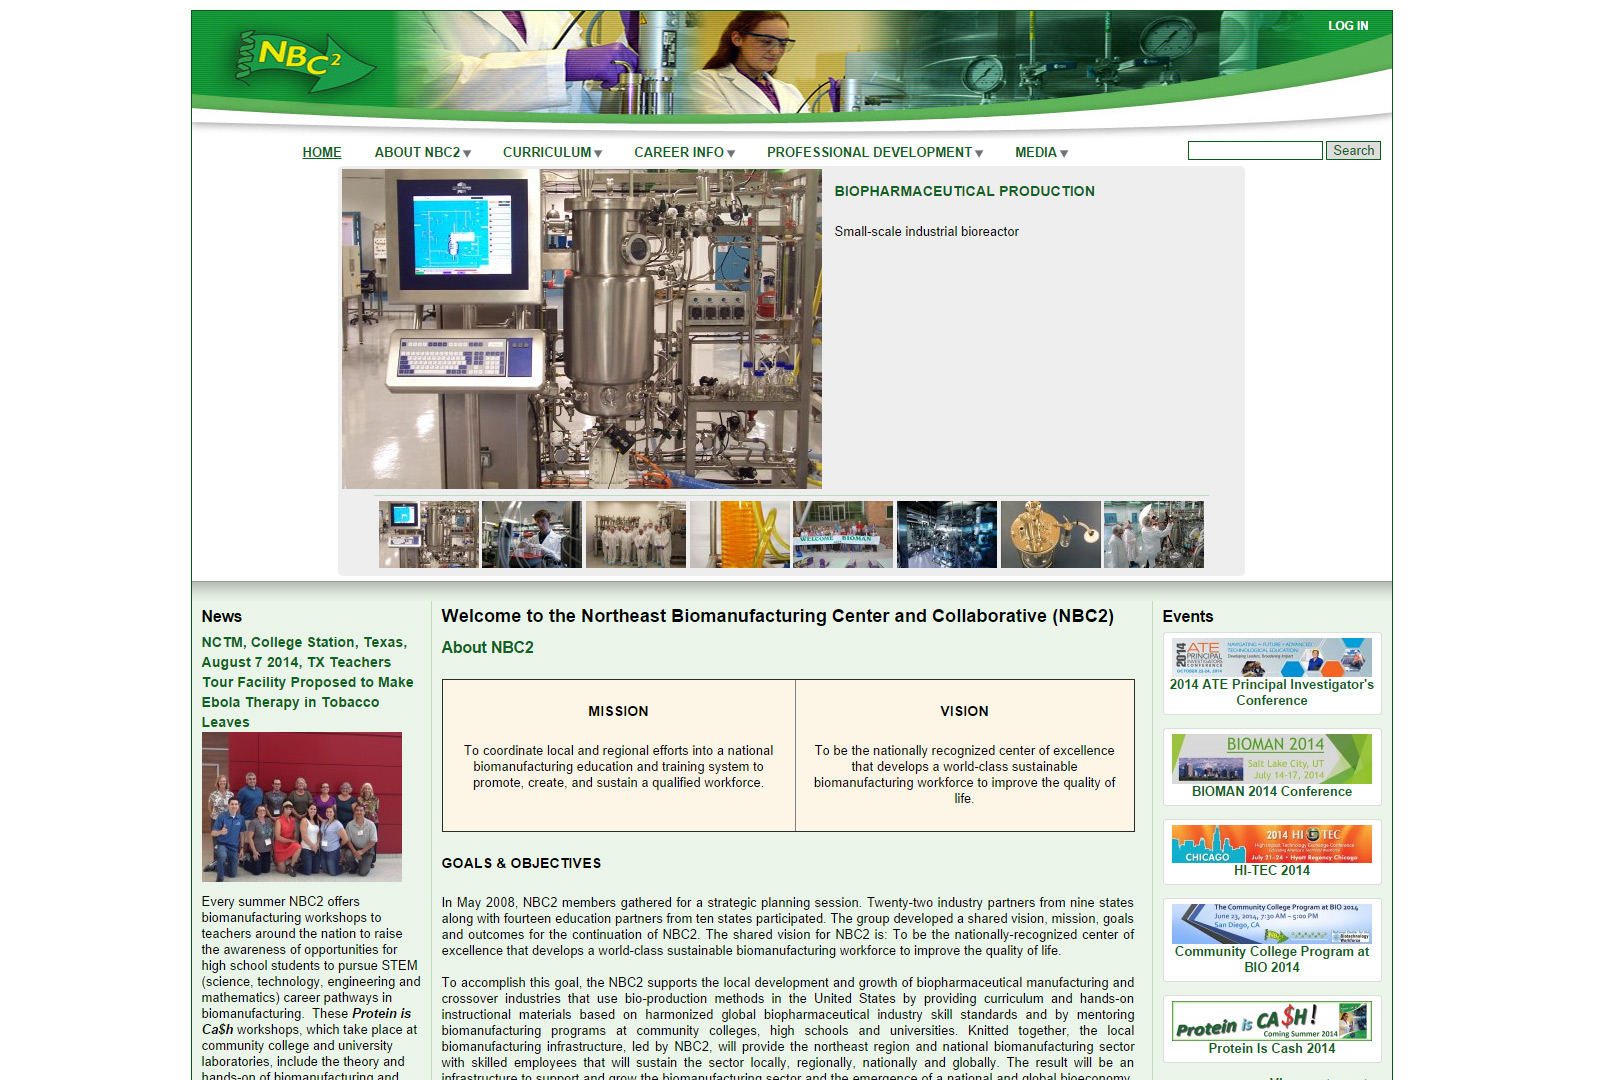 NBC2
LOG IN
HOME
ABOUT NBC2
CURRICULUM
CAREER INFO
PROFESSIONAL DEVELOPMENT
MEDIA
Search
BIOPHARMACEUTICAL PRODUCTION
Small-scale industrial bioreactor
WELCOME BIOMAN
News
NCTM, College Station, Texas,
August 7 2014, TX Teachers
Tour Facility Proposed to Make
Ebola Therapy in Tobacco
Leaves
Every summer NBC2 offers
biomanufacturing workshops to
teachers around the nation to raise
the awareness of opportunities for
high school students to pursue STEM
(science, technology, engineering and
mathematics) career pathways in
biomanufacturing.  These Protein is
Ca$h workshops, which take place at
community college and university
laboratories, include the theory and
hands-on of biomanufacturing and
Welcome to the Northeast Biomanufacturing Center and Collaborative (NBC2)
About NBC2
MISSION
To coordinate local and regional efforts into a national
biomanufacturing education and training system to
promote, create, and sustain a qualified workforce.
VISION
To be the nationally recognized center of excellence
that develops a world-class sustainable
biomanufacturing workforce to improve the quality of
life.
GOALS & OBJECTIVES
In May 2008, NBC2 members gathered for a strategic planning session. Twenty-two industry partners from nine states
along with fourteen education partners from ten states participated. The group developed a shared vision, mission, goals
and outcomes for the continuation of NBC2. The shared vision for NBC2 is: To be the nationally-recognized center of
excellence that develops a world-class sustainable biomanufacturing workforce to improve the quality of life.
To accomplish this goal, the NBC2 supports the local development and growth of biopharmaceutical manufacturing and
crossover industries that use bio-production methods in the United States by providing curriculum and hands-on
instructional materials based on harmonized global biopharmaceutical industry skill standards and by mentoring
biomanufacturing programs at community colleges, high schools and universities. Knitted together, the local
biomanufacturing infrastructure, led by NBC2, will provide the northeast region and national biomanufacturing sector
with skilled employees that will sustain the sector locally, regionally, nationally and globally. The result will be an
infrastructure to support and grow the biomanufacturing sector and the emergence of a national and global bioeconomy.
Events
2014 ATE
PRINCIPAL
INVESTIGATORS
CONFERENCE
OCTOBER 22-24, 2014
NAVIGATING the FUTURE of ADVANCED
TECHNOLOGICAL EDUCATION
Developing Leaders, Broadening Impact
2014 ATE Principal Investigator's
Conference
BIOMAN 2014
Salt Lake City, UT
July 14-17, 2014
BIOMAN 2014 Conference
2014 HI TEC
High Impact Technology Exchange Conference
CHICAGO
July 21-24 • Hyatt Regency Chicago
HI-TEC 2014
The Community College Program at BIO 2014
June 23, 2014, 7:30 AM – 5:00 PM
San Diego, CA
Community College Program at
BIO 2014
Protein is CA$H!
Coming Summer 2014
Protein Is Cash 2014